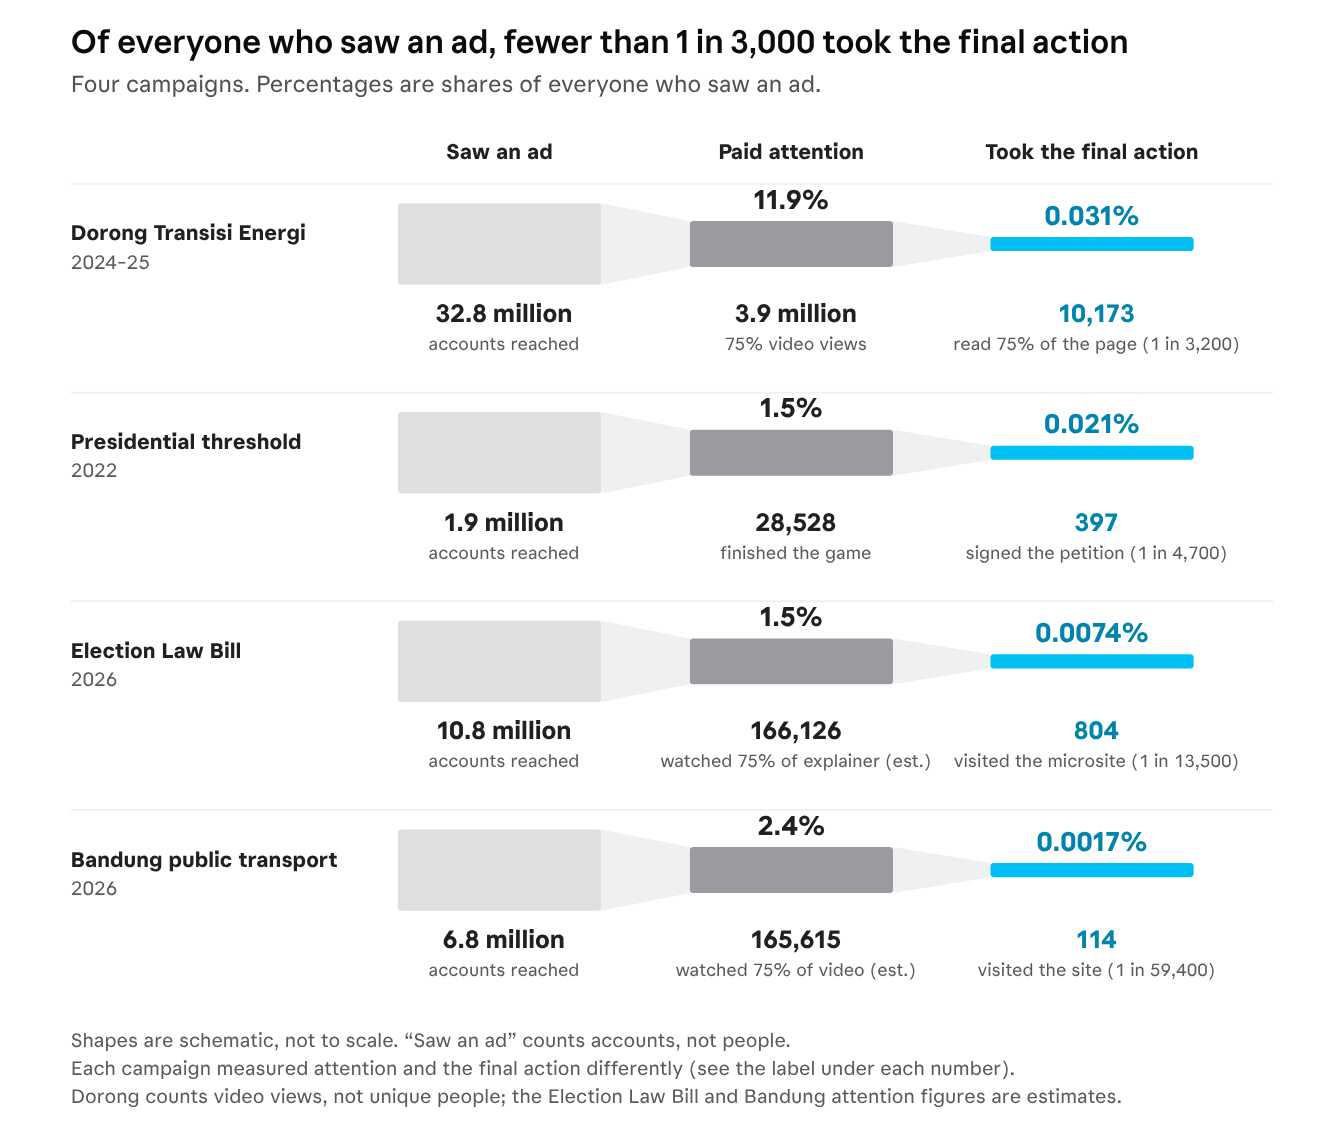 Of everyone who saw an ad, fewer than 1 in 3,000 took the final action
Four campaigns. Percentages are shares of everyone who saw an ad.
Saw an ad
Paid attention
Took the final action
Dorong Transisi Energi
2024–25
11.9%
0.031%
32.8 million
3.9 million
10,173
accounts reached
75% video views
read 75% of the page (1 in 3,200)
Presidential threshold
2022
1.5%
0.021%
1.9 million
28,528
397
accounts reached
finished the game
signed the petition (1 in 4,700)
Election Law Bill
2026
1.5%
0.0074%
10.8 million
166,126
804
accounts reached
watched 75% of explainer (est.)
visited the microsite (1 in 13,500)
Bandung public transport
2026
2.4%
0.0017%
6.8 million
165,615
114
accounts reached
watched 75% of video (est.)
visited the site (1 in 59,400)
Shapes are schematic, not to scale. “Saw an ad” counts accounts, not people.
Each campaign measured attention and the final action differently (see the label under each number).
Dorong counts video views, not unique people; the Election Law Bill and Bandung attention figures are estimates.